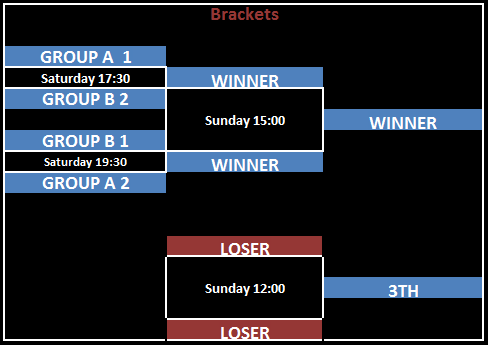 Brackets
GROUP A  1
Saturday 17:30
WINNER
GROUP B 2
Sunday 15:00
WINNER
GROUP B 1
Saturday 19:30
WINNER
GROUP A 2
LOSER
Sunday 12:00
3TH
LOSER